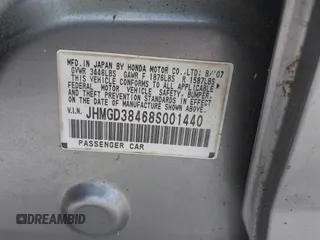 MFD. IN JAPAN BY HONDA MOTOR CO., LTD: 8/07
GVWR 3446LBS GAWR F 1876LBS R 1587LBS
THIS VEHICLE CONFORMS TO ALL APPLICABLE
FEDERAL MOTOR VEHICLE SAFETY, BUMPER,
AND THEFT PREVENTION STANDARDS IN EFFECT
ON THE DATE OF MANUFACTURE SHOWN ABOVE.
V.I.N. JHMGD38468S001440
PASSENGER CAR
DREAMBID